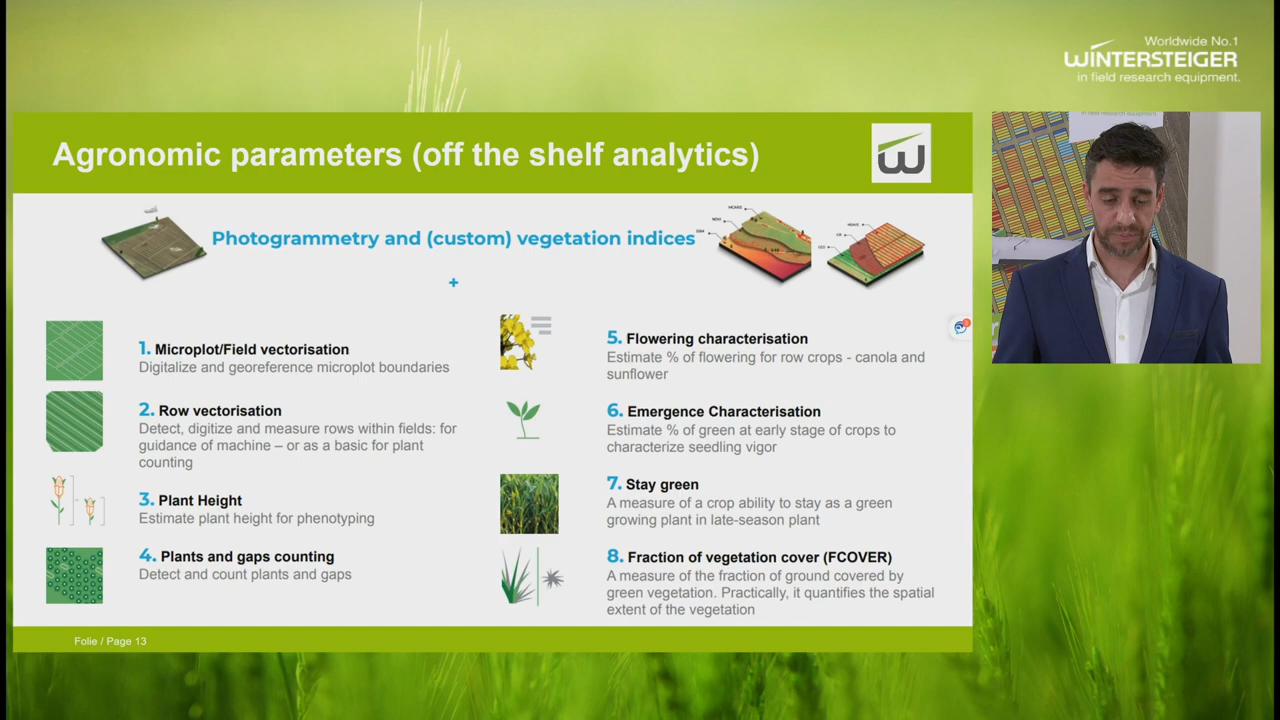 Worldwide No.1
WINTERSTEIGER
in field research equipment.
in field research equipment.
Agronomic parameters (off the shelf analytics)
Photogrammetry and (custom) vegetation indices
+
1. Microplot/Field vectorisation
Digitalize and georeference microplot boundaries
2. Row vectorisation
Detect, digitize and measure rows within fields: for
guidance of machine – or as a basic for plant
counting
3. Plant Height
Estimate plant height for phenotyping
4. Plants and gaps counting
Detect and count plants and gaps
5. Flowering characterisation
Estimate % of flowering for row crops - canola and
sunflower
6. Emergence Characterisation
Estimate % of green at early stage of crops to
characterize seedling vigor
7. Stay green
A measure of a crop ability to stay as a green
growing plant in late-season plant
8. Fraction of vegetation cover (FCOVER)
A measure of the fraction of ground covered by
green vegetation. Practically, it quantifies the spatial
extent of the vegetation
Folie / Page 13